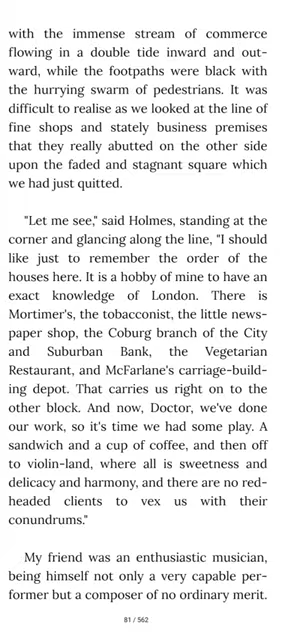 with the immense stream of commerce
flowing in a double tide inward and out-
ward, while the footpaths were black with
the hurrying swarm of pedestrians. It was
difficult to realise as we looked at the line of
fine shops and stately business premises
that they really abutted on the other side
upon the faded and stagnant square which
we had just quitted.
"Let me see," said Holmes, standing at the
corner and glancing along the line, "I should
like just to remember the order of the
houses here. It is a hobby of mine to have an
exact knowledge of London. There is
Mortimer's, the tobacconist, the little news-
paper shop, the Coburg branch of the City
and Suburban Bank, the Vegetarian
Restaurant, and McFarlane's carriage-build-
ing depot. That carries us right on to the
other block. And now, Doctor, we've done
our work, so it's time we had some play. A
sandwich and a cup of coffee, and then off
to violin-land, where all is sweetness and
delicacy and harmony, and there are no red-
headed clients to vex us with their
conundrums."
My friend was an enthusiastic musician,
being himself not only a very capable per-
former but a composer of no ordinary merit.
81 / 562